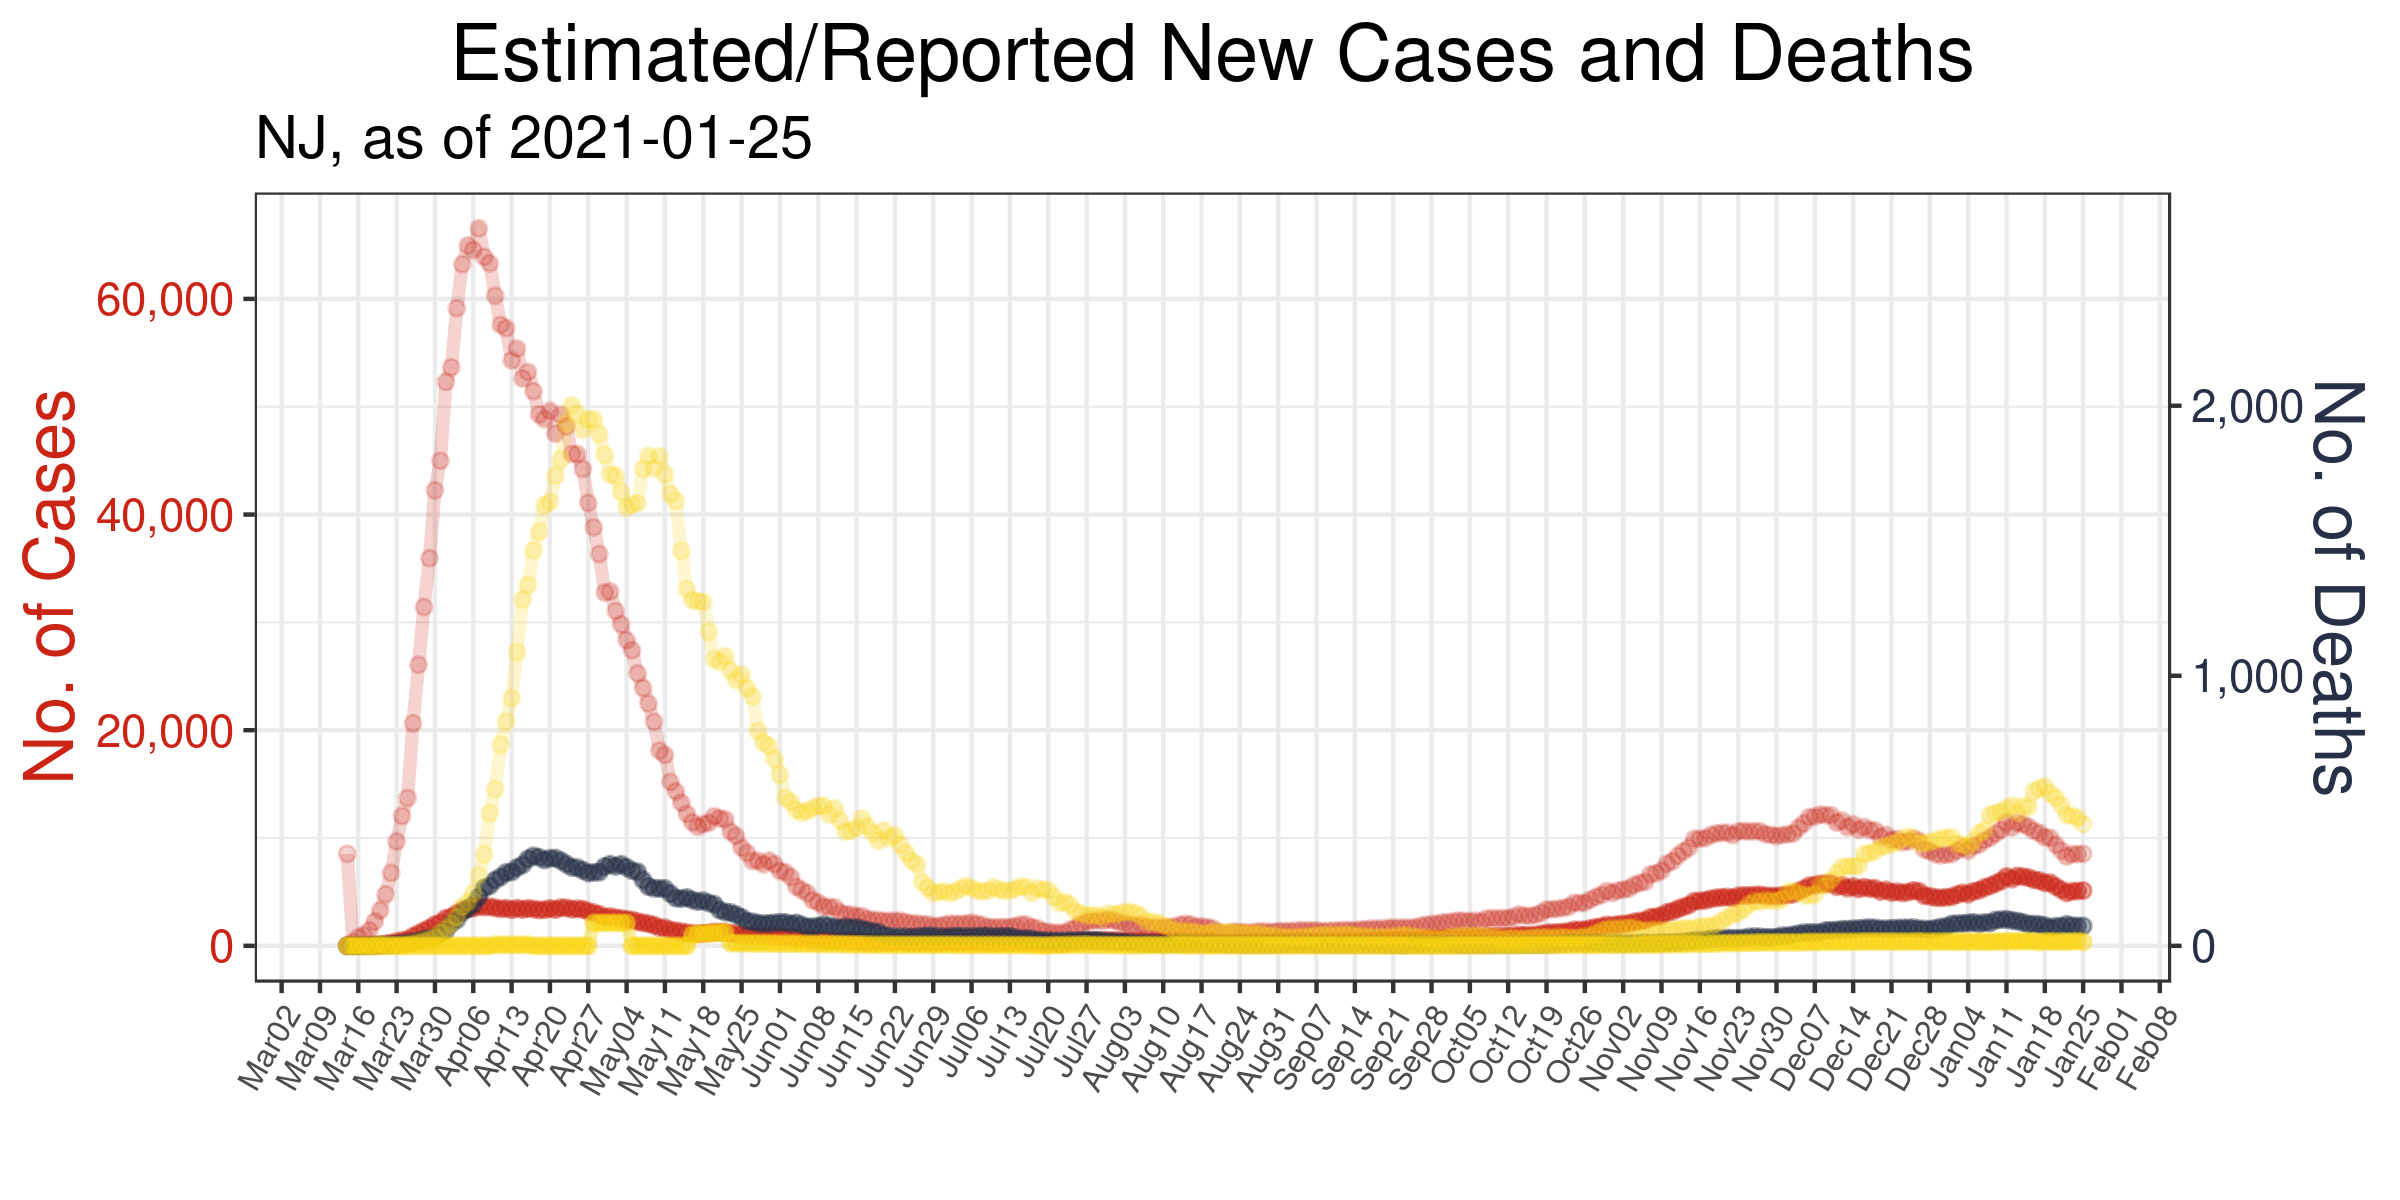 Estimated/Reported New Cases and Deaths
NJ, as of 2021-01-25
No. of Cases
60,000
40,000
20,000
0
2,000
1,000
0
No. of Deaths
Mar02
Mar09
Mar16
Mar23
Mar30
Apr06
Apr13
Apr20
Apr27
May04
May11
May18
May25
Jun01
Jun08
Jun15
Jun22
Jun29
Jul06
Jul13
Jul20
Jul27
Aug03
Aug10
Aug17
Aug24
Aug31
Sep07
Sep14
Sep21
Sep28
Oct05
Oct12
Oct19
Oct26
Nov02
Nov09
Nov16
Nov23
Nov30
Dec07
Dec14
Dec21
Dec28
Jan04
Jan11
Jan18
Jan25
Feb01
Feb08